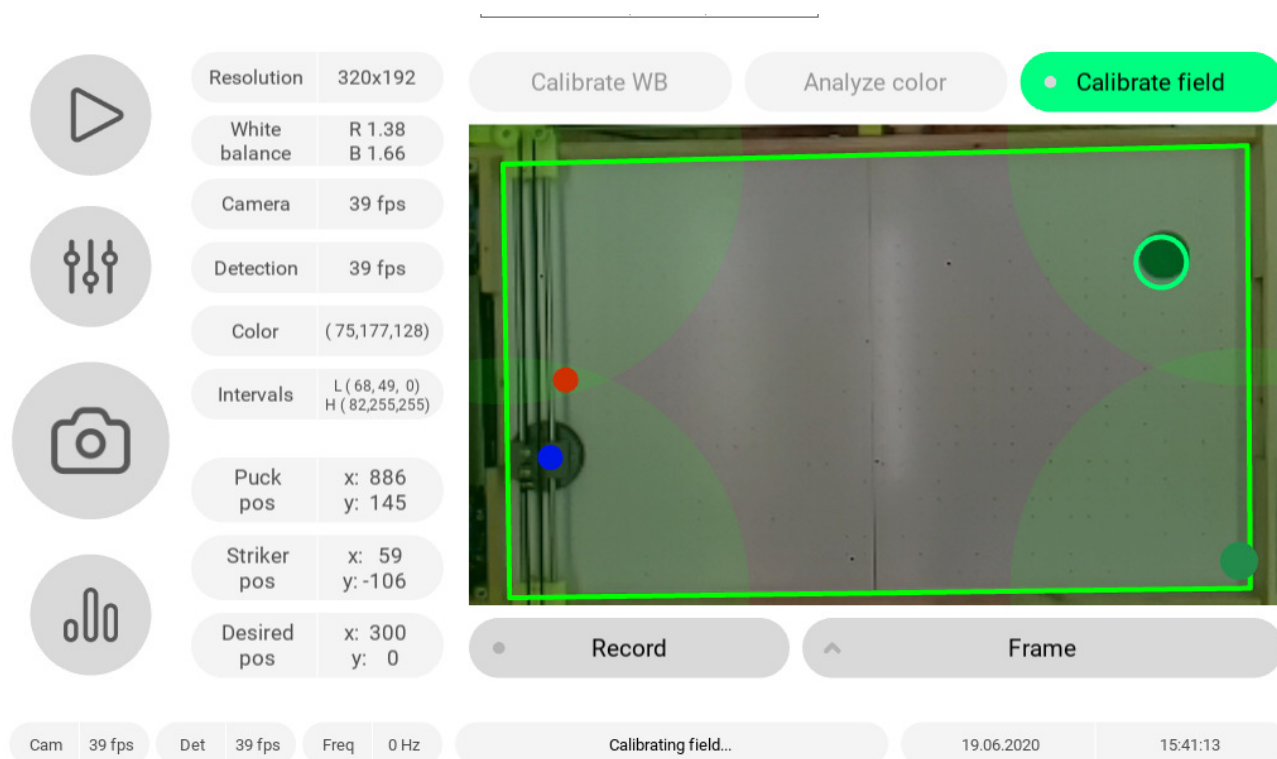 Resolution 320x192
White balance R 1.38 B 1.66
Camera 39 fps
Detection 39 fps
Color ( 75,177,128)
Intervals L ( 68, 49, 0) H ( 82,255,255)
Puck pos x: 886 y: 145
Striker pos x: 59 y: -106
Desired pos x: 300 y: 0
Calibrate WB
Analyze color
Calibrate field
Record
Frame
Cam 39 fps
Det 39 fps
Freq 0 Hz
Calibrating field...
19.06.2020
15:41:13